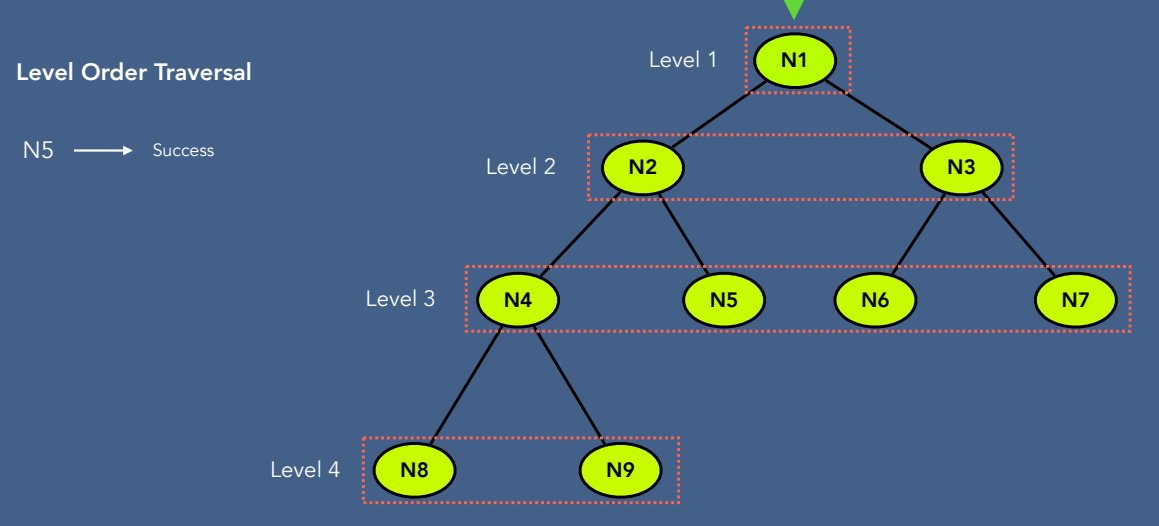 Level Order Traversal
N5 Success
Level 1 N1
Level 2 N2 N3
Level 3 N4 N5 N6 N7
Level 4 N8 N9